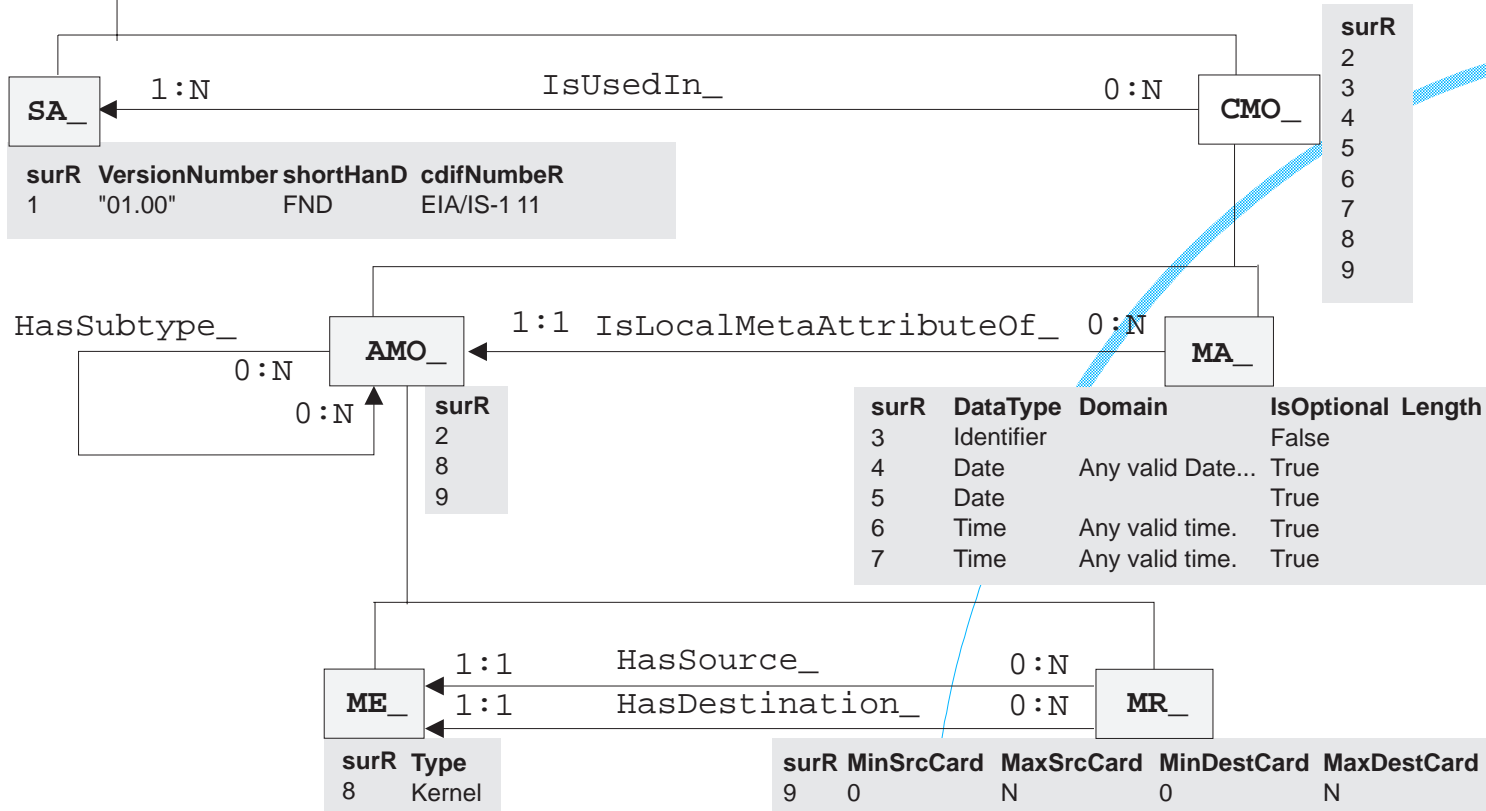 surR
2
3
4
5
6
7
8
9
SA_ 1:N IsUsedIn_ 0:N CMO_
surR VersionNumber shortHanD cdifNumbeR
1 "01.00" FND EIA/IS-1 11
HasSubtype_
0:N
0:N
AMO_ 1:1 IsLocalMetaAttributeOf_ 0:N MA_
surR
2
8
9
surR DataType Domain IsOptional Length
3 Identifier False
4 Date Any valid Date... True
5 Date True
6 Time Any valid time. True
7 Time Any valid time. True
1:1 HasSource_ 0:N
ME_ 1:1 HasDestination_ 0:N MR_
surR Type
8 Kernel
surR MinSrcCard MaxSrcCard MinDestCard MaxDestCard
9 0 N 0 N